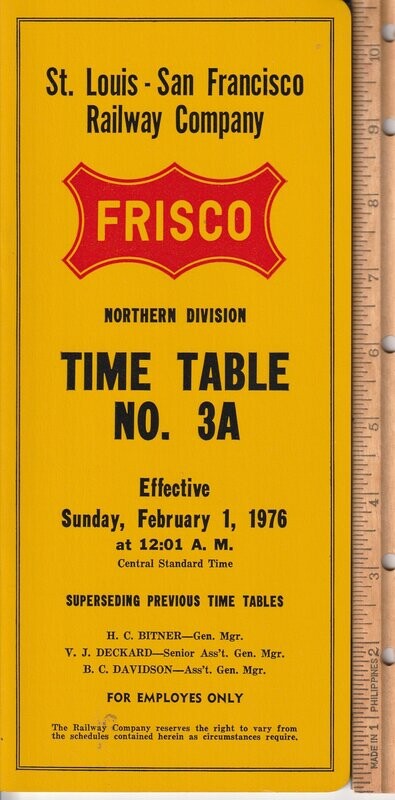 St. Louis - San Francisco
Railway Company
FRISCO
NORTHERN DIVISION
TIME TABLE
NO. 3A
Effective
Sunday, February 1, 1976
at 12:01 A. M.
Central Standard Time
SUPERSEDING PREVIOUS TIME TABLES
H. C. BITNER—Gen. Mgr.
V. J. DECKARD—Senior Ass't. Gen. Mgr.
B. C. DAVIDSON—Ass't. Gen. Mgr.
FOR EMPLOYES ONLY
The Railway Company reserves the right to vary from
the schedules contained herein as circumstances require.
10
9
8
7
6
5
4
3
2
1
MADE IN PHILIPPINES